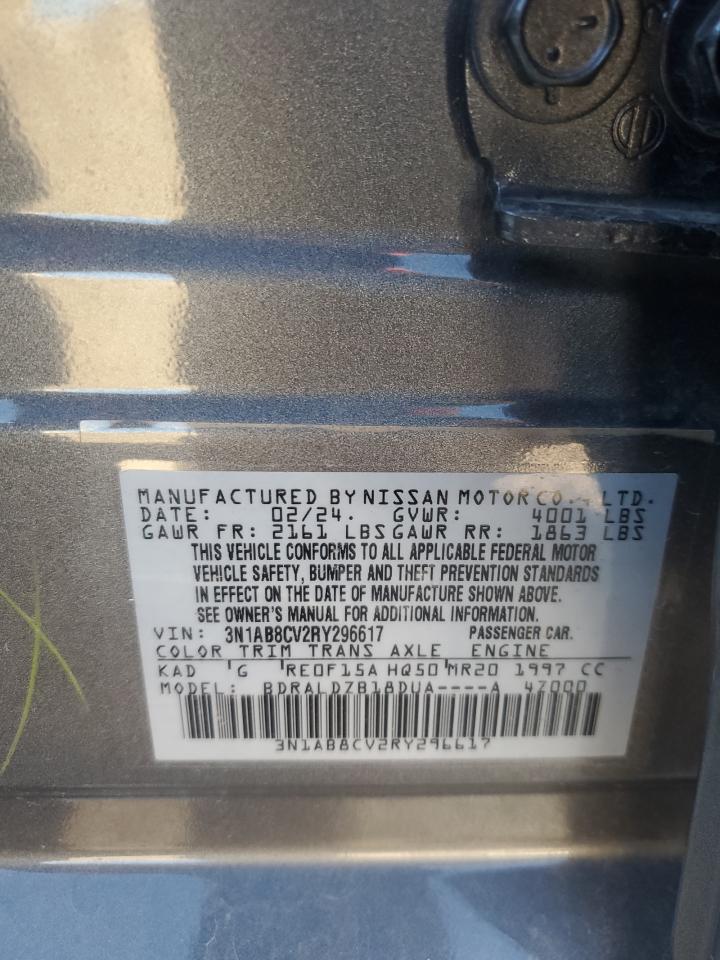 MANUFACTURED BY NISSAN MOTOR CO., LTD.
DATE: 02/24. GVWR: 4001 LBS
GAWR FR: 2161 LBS GAWR RR: 1863 LBS
THIS VEHICLE CONFORMS TO ALL APPLICABLE FEDERAL MOTOR
VEHICLE SAFETY, BUMPER AND THEFT PREVENTION STANDARDS
IN EFFECT ON THE DATE OF MANUFACTURE SHOWN ABOVE.
SEE OWNER'S MANUAL FOR ADDITIONAL INFORMATION.
VIN: 3N1AB8CV2RY296617 PASSENGER CAR.
COLOR TRIM TRANS AXLE ENGINE
KAD G RE0F15A HQ50 MR20 1997 CC
MODEL: BDRALDZB18DUA----A 47000
3N1AB8CV2RY296617